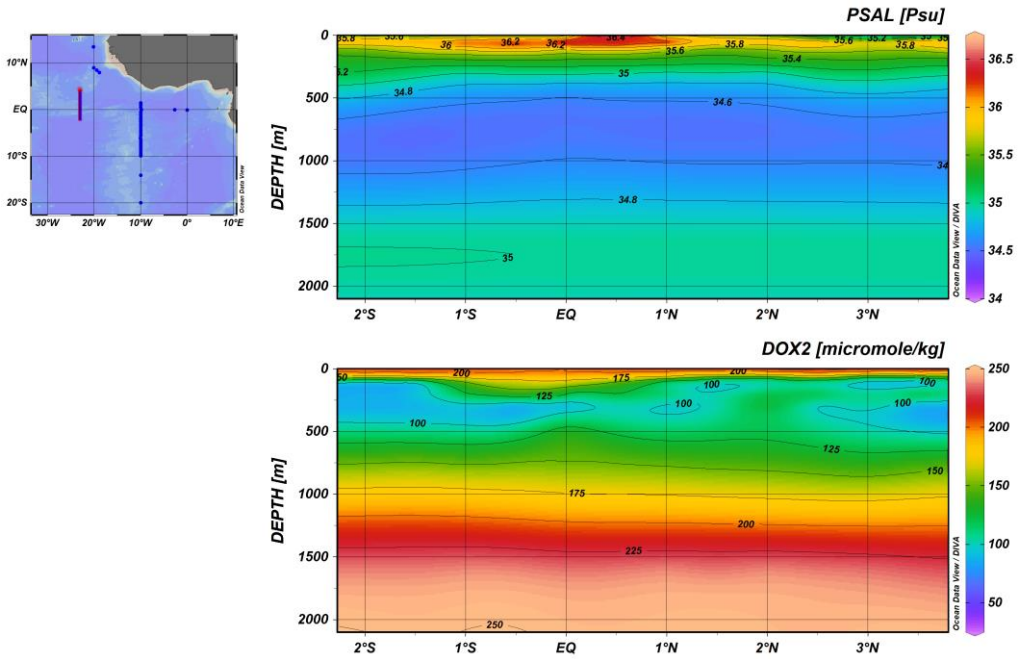 PSAL [Psu]
10°N
EQ
10°S
20°S
30°W
20°W
10°W
0°
10°E
Ocean Data View
0
500
1000
1500
2000
DEPTH [m]
35.8
36
36.2
36.2
36.4
35.6
35.8
35.4
35.6
35.2
35.8
35
34.8
34.6
34.8
35
2°S
1°S
EQ
1°N
2°N
3°N
36.5
36
35.5
35
34.5
34
Ocean Data View / DIVA
DOX2 [micromole/kg]
0
500
1000
1500
2000
DEPTH [m]
200
175
200
125
100
100
100
100
100
125
150
175
200
225
250
2°S
1°S
EQ
1°N
2°N
3°N
250
200
150
100
50
Ocean Data View / DIVA